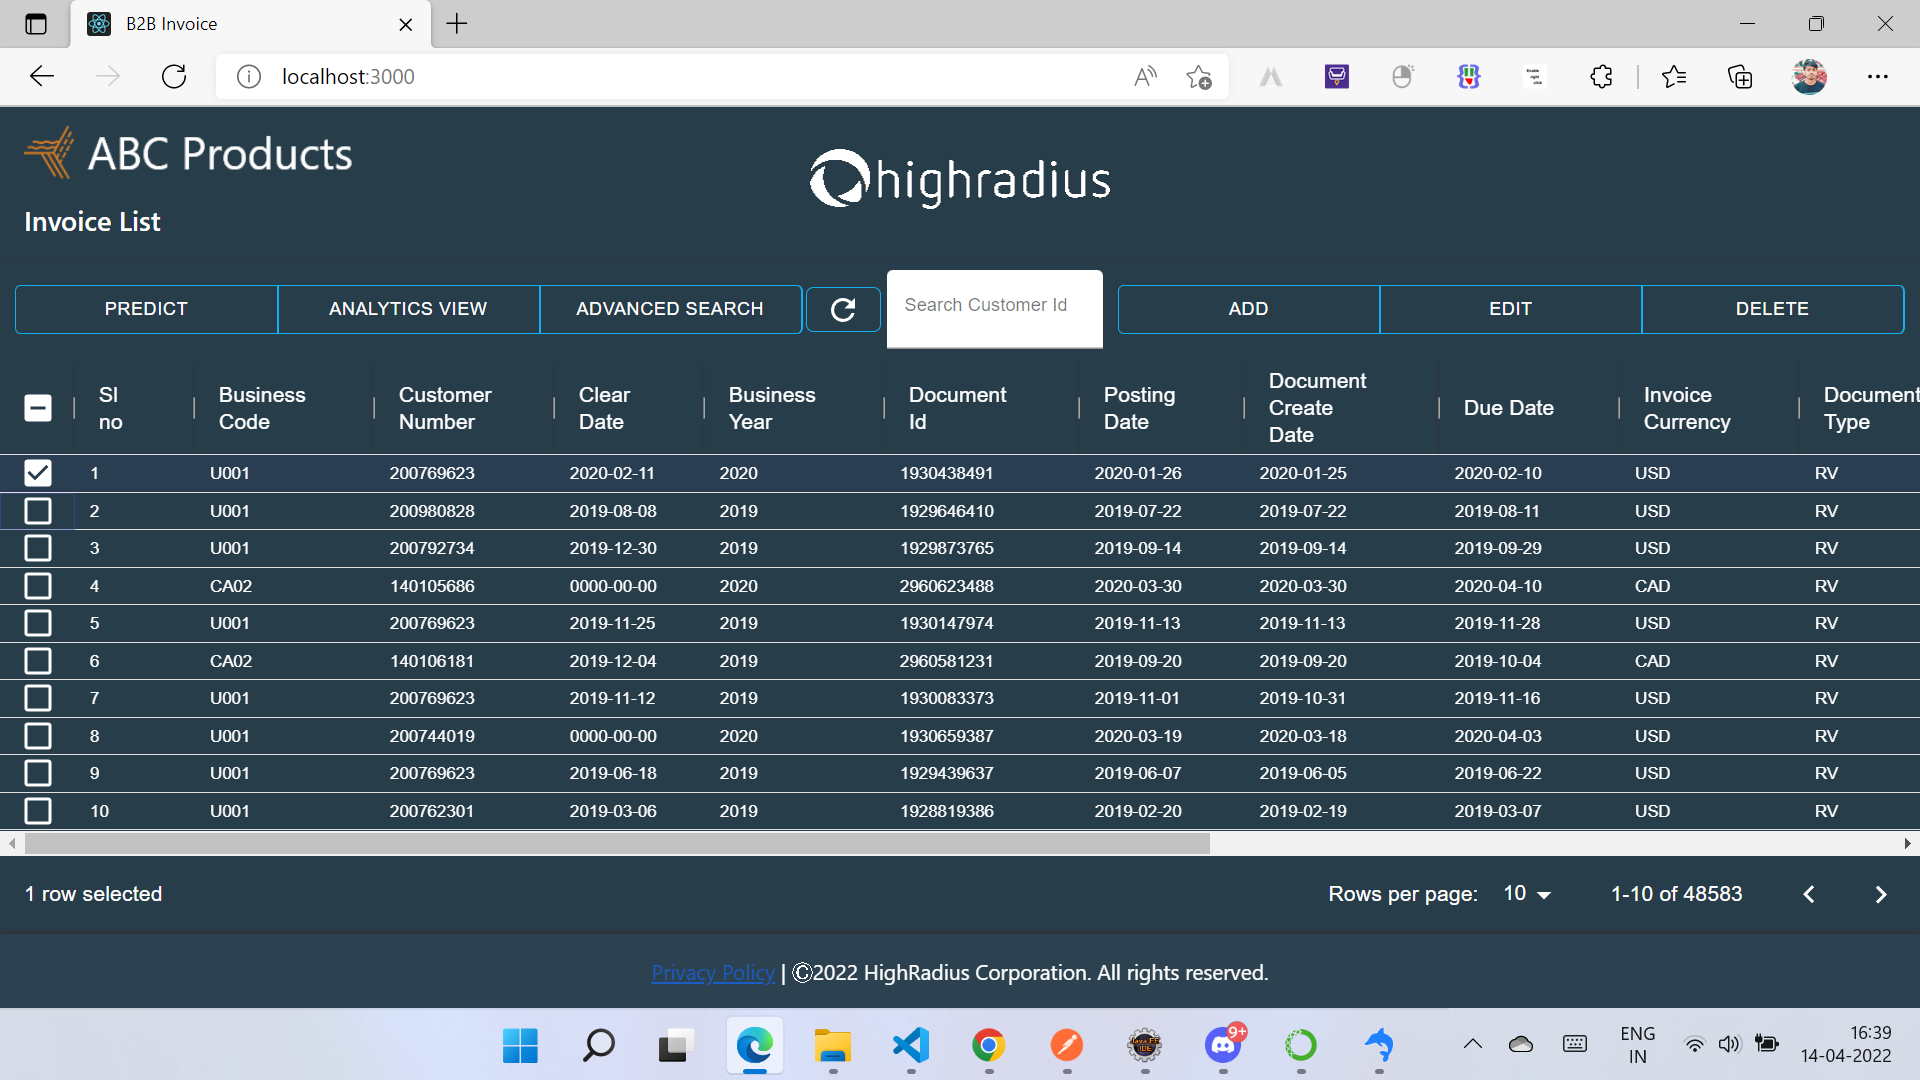 B2B Invoice
localhost:3000
ABC Products
highradius
Invoice List
PREDICT ANALYTICS VIEW ADVANCED SEARCH Search Customer Id ADD EDIT DELETE
Sl no Business Code Customer Number Clear Date Business Year Document Id Posting Date Document Create Date Due Date Invoice Currency Document Type
1 U001 200769623 2020-02-11 2020 1930438491 2020-01-26 2020-01-25 2020-02-10 USD RV
2 U001 200980828 2019-08-08 2019 1929646410 2019-07-22 2019-07-22 2019-08-11 USD RV
3 U001 200792734 2019-12-30 2019 1929873765 2019-09-14 2019-09-14 2019-09-29 USD RV
4 CA02 140105686 0000-00-00 2020 2960623488 2020-03-30 2020-03-30 2020-04-10 CAD RV
5 U001 200769623 2019-11-25 2019 1930147974 2019-11-13 2019-11-13 2019-11-28 USD RV
6 CA02 140106181 2019-12-04 2019 2960581231 2019-09-20 2019-09-20 2019-10-04 CAD RV
7 U001 200769623 2019-11-12 2019 1930083373 2019-11-01 2019-10-31 2019-11-16 USD RV
8 U001 200744019 0000-00-00 2020 1930659387 2020-03-19 2020-03-18 2020-04-03 USD RV
9 U001 200769623 2019-06-18 2019 1929439637 2019-06-07 2019-06-05 2019-06-22 USD RV
10 U001 200762301 2019-03-06 2019 1928819386 2019-02-20 2019-02-19 2019-03-07 USD RV
1 row selected Rows per page: 10 1-10 of 48583
Privacy Policy | ©2022 HighRadius Corporation. All rights reserved.
9+
ENG
IN
16:39
14-04-2022